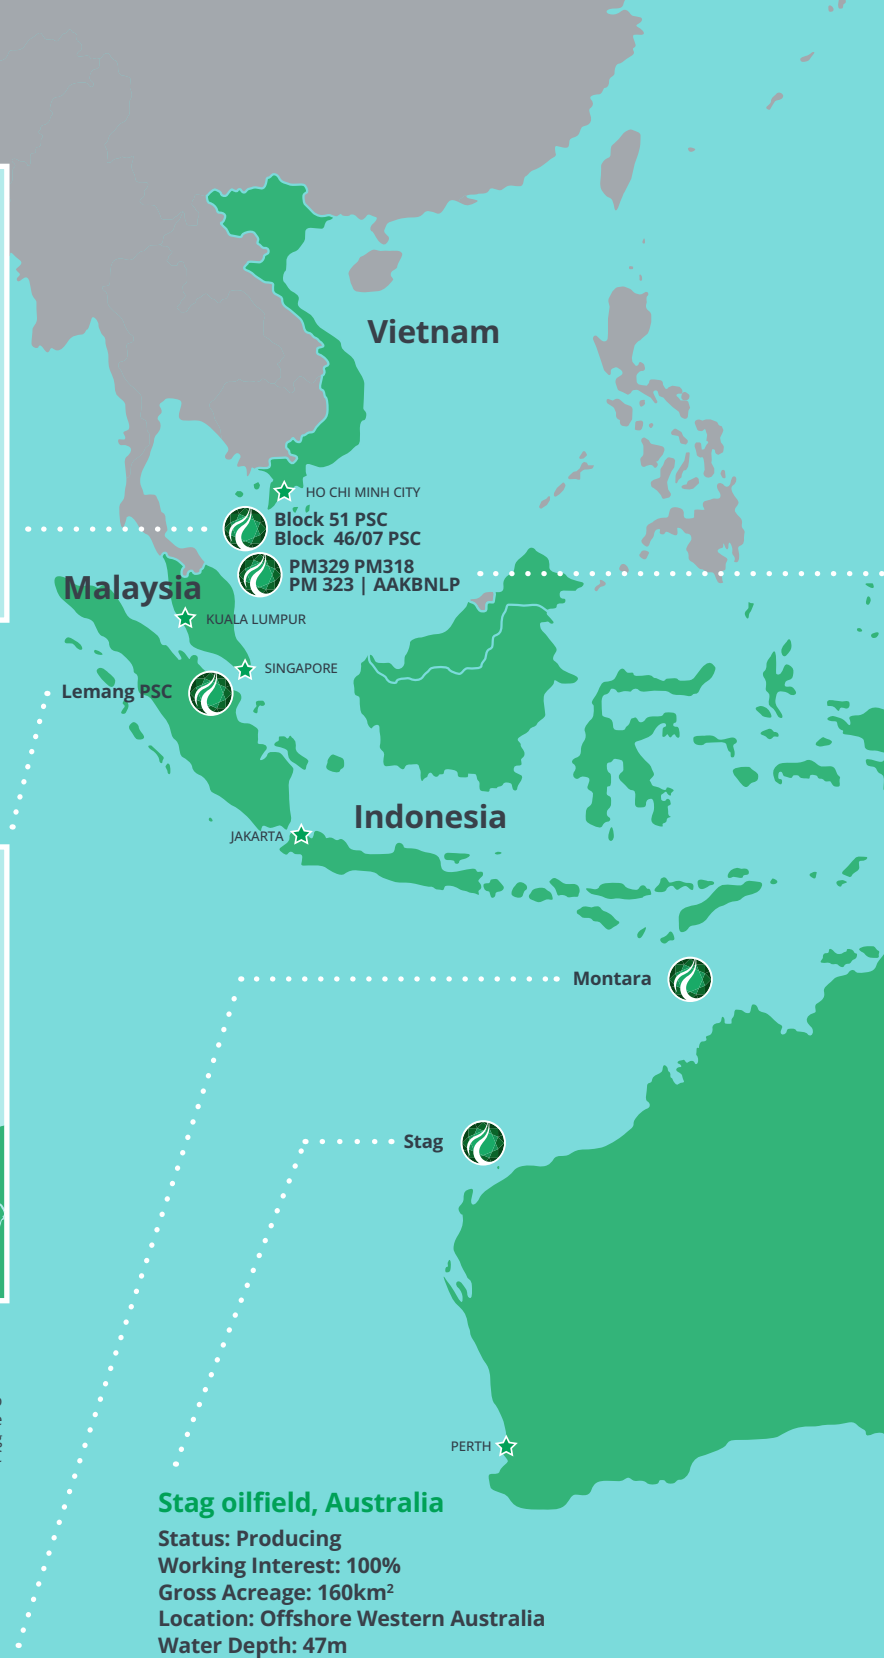 Vietnam
HO CHI MINH CITY
Block 51 PSC
Block 46/07 PSC
PM329 PM318
PM 323 | AAKBNLP
Malaysia
KUALA LUMPUR
SINGAPORE
Lemang PSC
Indonesia
JAKARTA
Montara
Stag
PERTH
Stag oilfield, Australia
Status: Producing
Working Interest: 100%
Gross Acreage: 160km²
Location: Offshore Western Australia
Water Depth: 47m